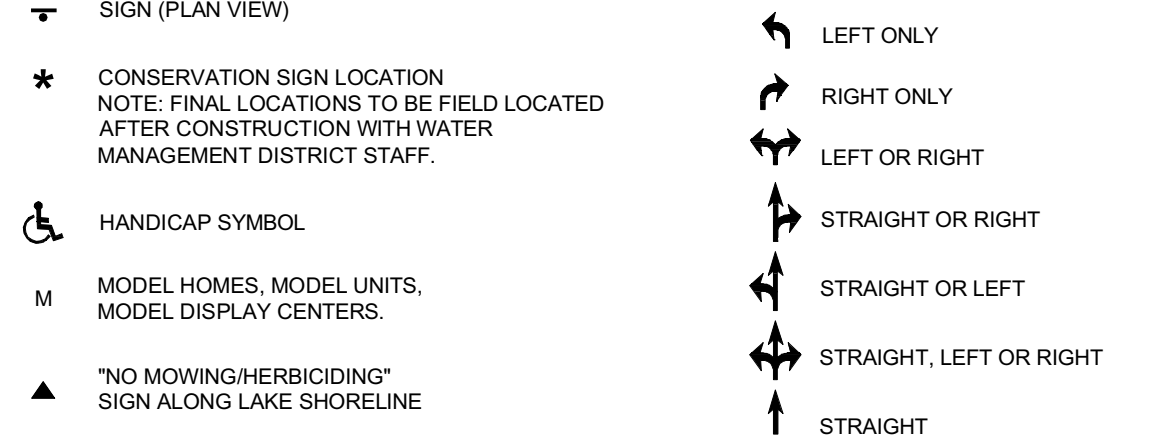 SIGN (PLAN VIEW)
* CONSERVATION SIGN LOCATION
NOTE: FINAL LOCATIONS TO BE FIELD LOCATED
AFTER CONSTRUCTION WITH WATER
MANAGEMENT DISTRICT STAFF.
HANDICAP SYMBOL
M MODEL HOMES, MODEL UNITS,
MODEL DISPLAY CENTERS.
"NO MOWING/HERBICIDING"
SIGN ALONG LAKE SHORELINE
LEFT ONLY
RIGHT ONLY
LEFT OR RIGHT
STRAIGHT OR RIGHT
STRAIGHT OR LEFT
STRAIGHT, LEFT OR RIGHT
STRAIGHT